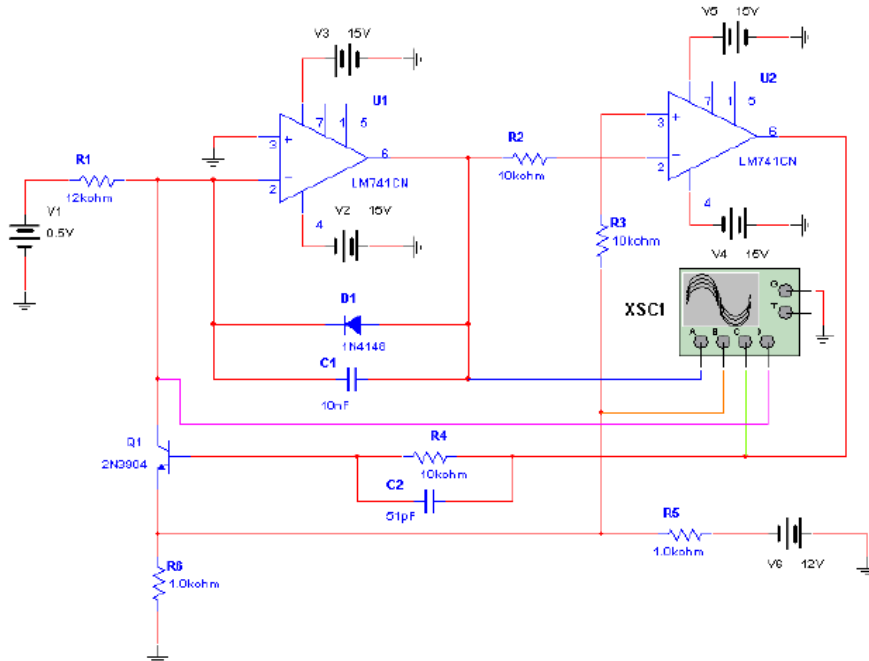 V3 15V
V5 15V
U1
U2
7 4 5
7 1 5
3
+
6
2
−
LM741CN
3
+
6
2
−
LM741CN
R1
12kohm
R2
10kohm
V1
0.5V
4
V2 15V
4
V4 15V
R3
10kohm
XSC1
G
T
A B C D
D1
1N4148
C1
10nF
Q1
2N3904
R4
10kohm
C2
51pF
R5
1.0kohm
V6 12V
R6
1.0kohm